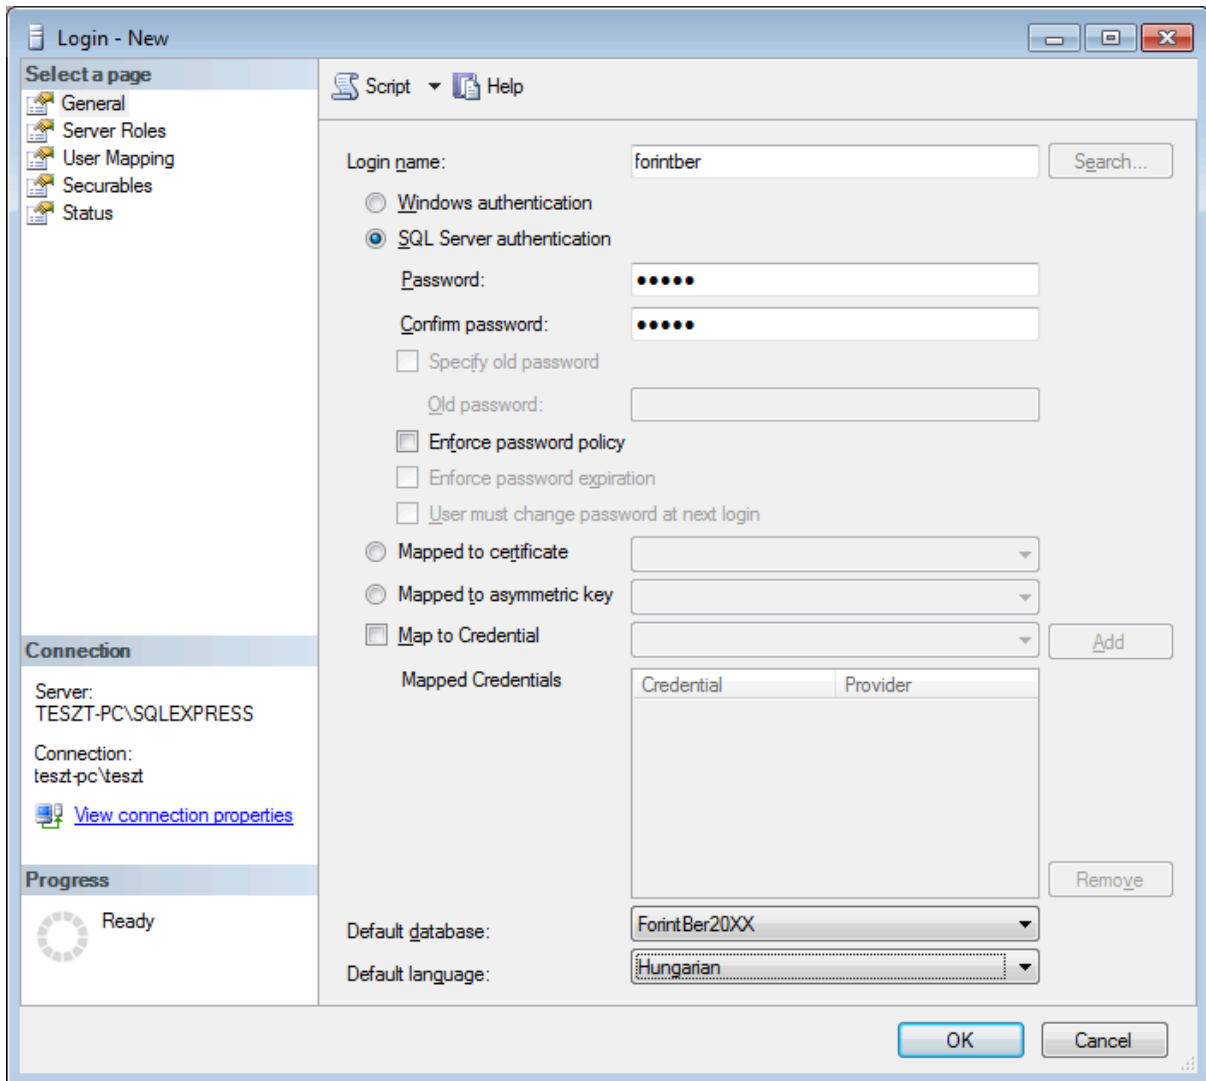 Login - New
Select a page
General
Server Roles
User Mapping
Securables
Status
Script Help
Login name: forintber Search...
Windows authentication
SQL Server authentication
Password: ●●●●●
Confirm password: ●●●●●
Specify old password
Old password:
Enforce password policy
Enforce password expiration
User must change password at next login
Mapped to certificate
Mapped to asymmetric key
Map to Credential Add
Mapped Credentials Credential Provider
Remove
Default database: ForintBer20XX
Default language: Hungarian
Connection
Server:
TESZT-PC\SQLEXPRESS
Connection:
teszt-pc\teszt
View connection properties
Progress
Ready
OK Cancel